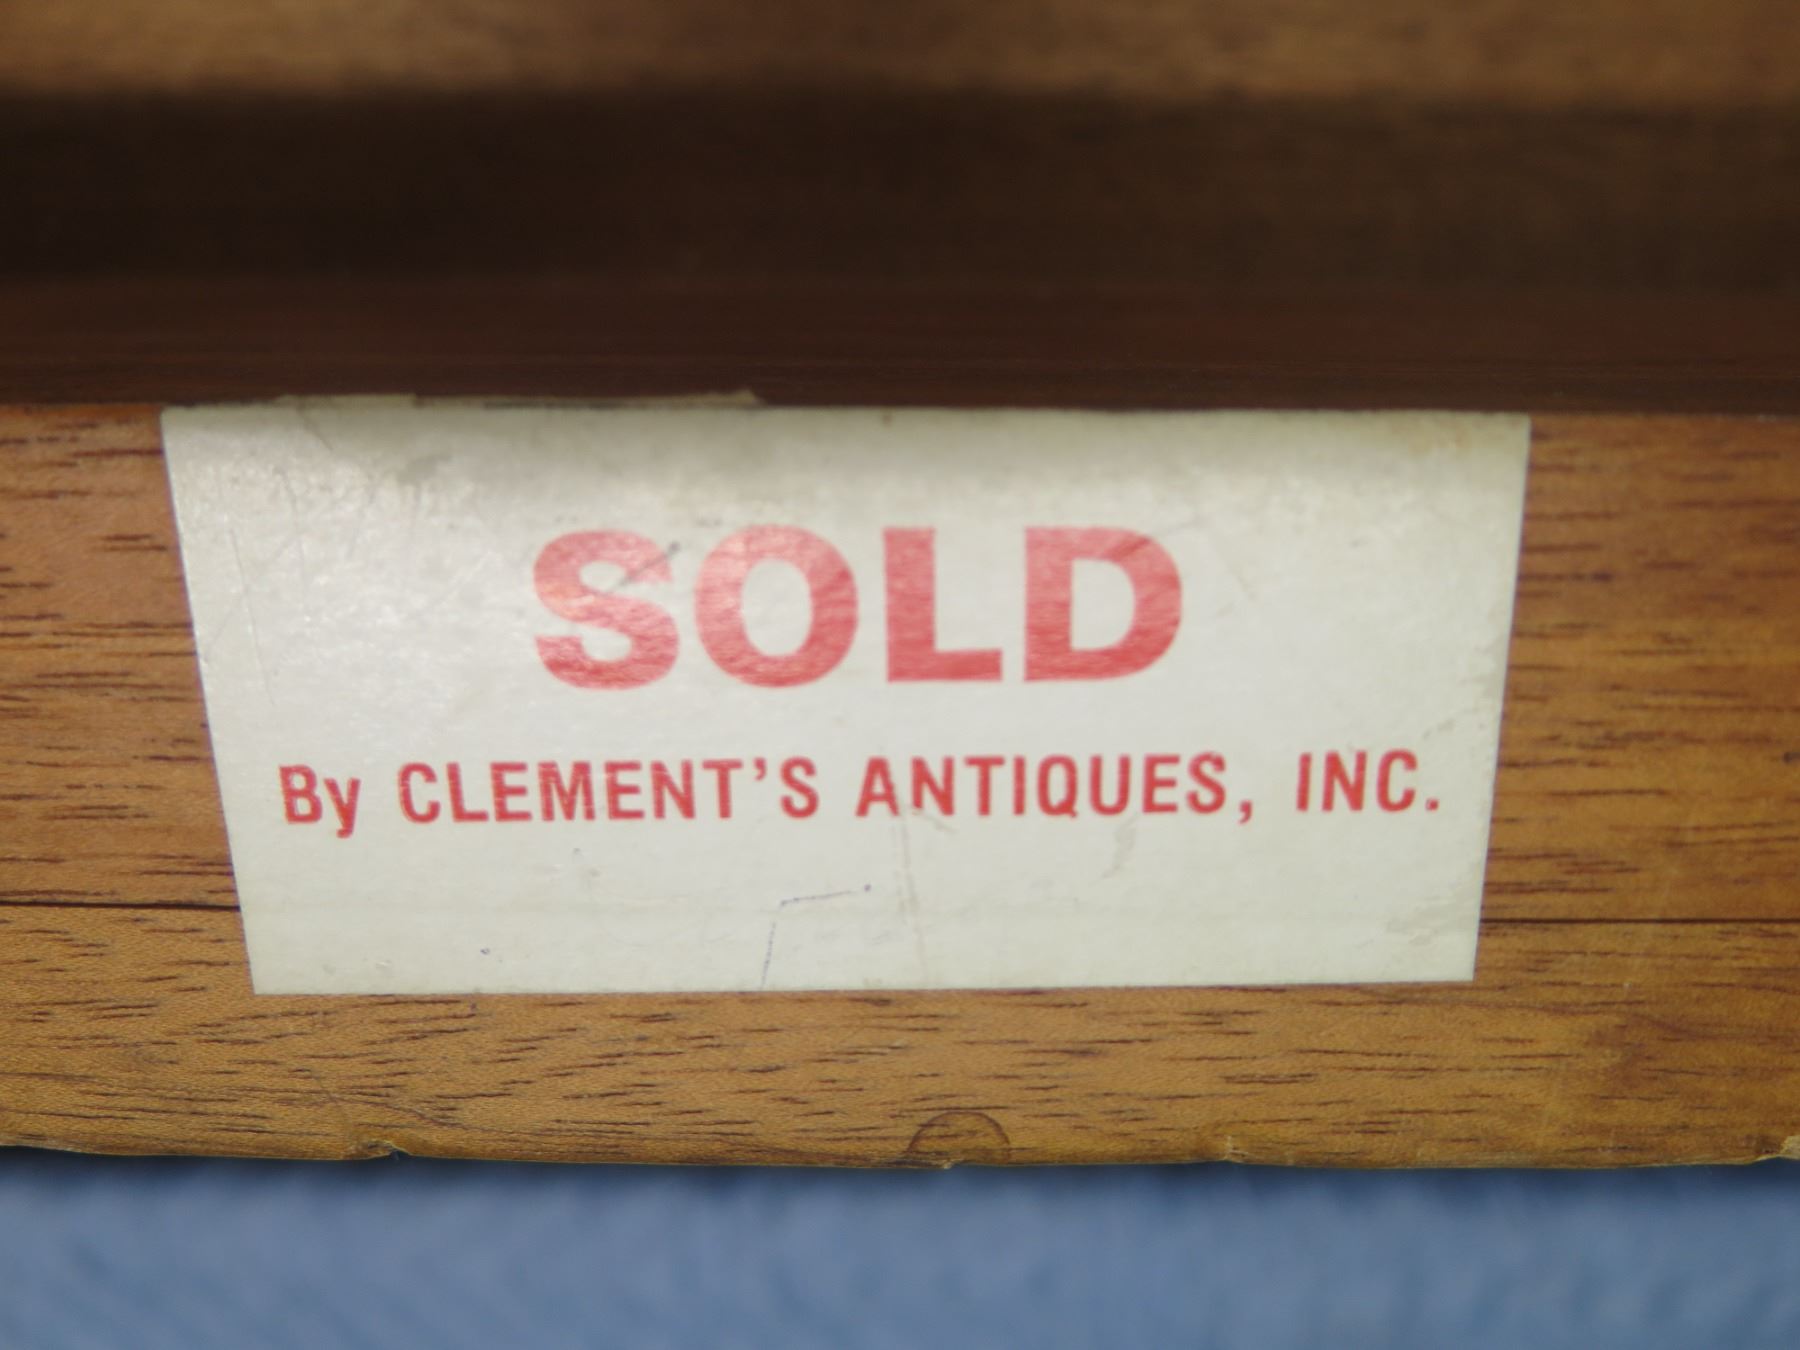 SOLD
By CLEMENT'S ANTIQUES, INC.